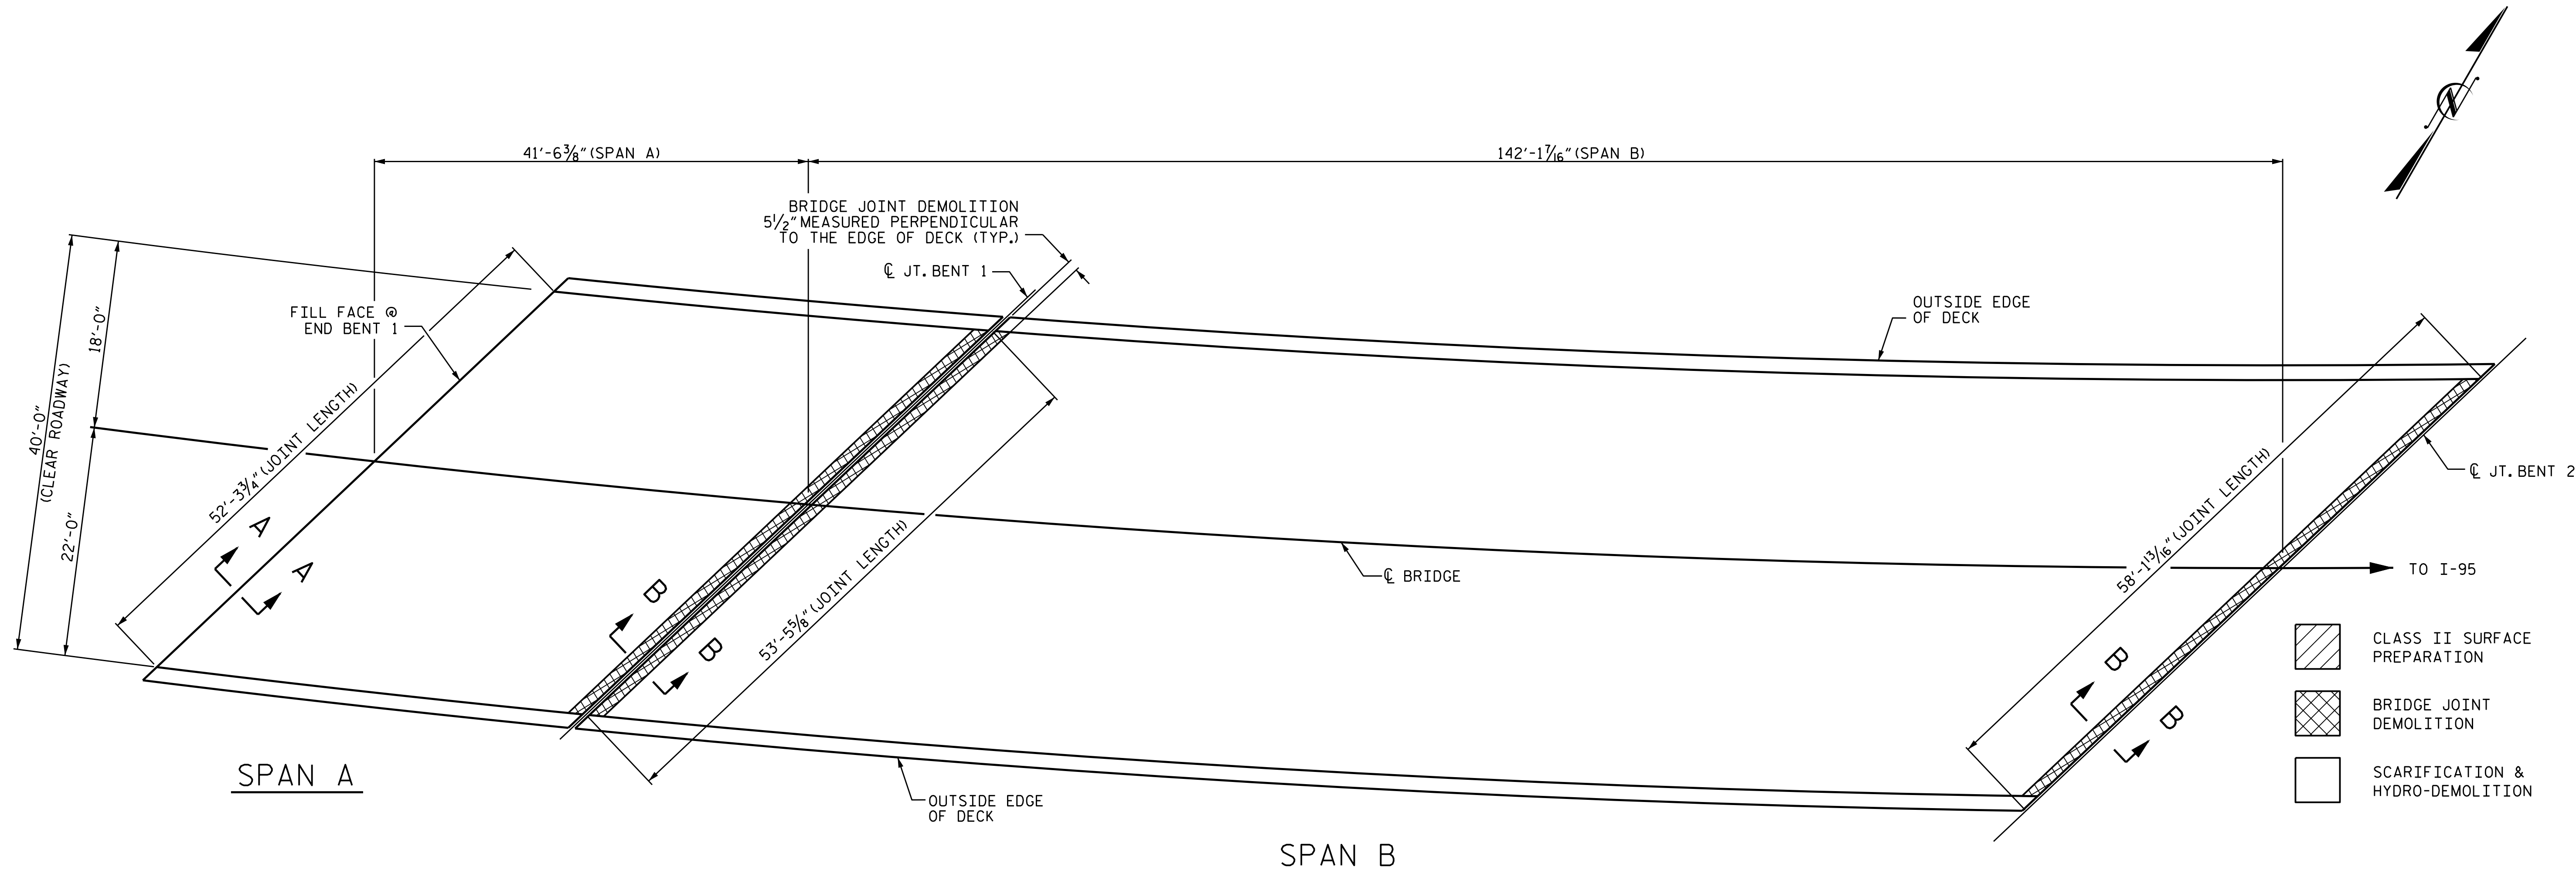 N
41'-6⅜" (SPAN A)
142'-1 7/16" (SPAN B)
BRIDGE JOINT DEMOLITION
5½" MEASURED PERPENDICULAR
TO THE EDGE OF DECK (TYP.)
℄ JT. BENT 1
FILL FACE @
END BENT 1
OUTSIDE EDGE
OF DECK
40'-0"
(CLEAR ROADWAY)
18'-0"
22'-0"
52'-3¾" (JOINT LENGTH)
53'-5⅝" (JOINT LENGTH)
58'-1 13/16" (JOINT LENGTH)
℄ JT. BENT 2
A
A
B
B
B
B
℄ BRIDGE
TO I-95
CLASS II SURFACE
PREPARATION
BRIDGE JOINT
DEMOLITION
SCARIFICATION &
HYDRO-DEMOLITION
SPAN A
OUTSIDE EDGE
OF DECK
SPAN B